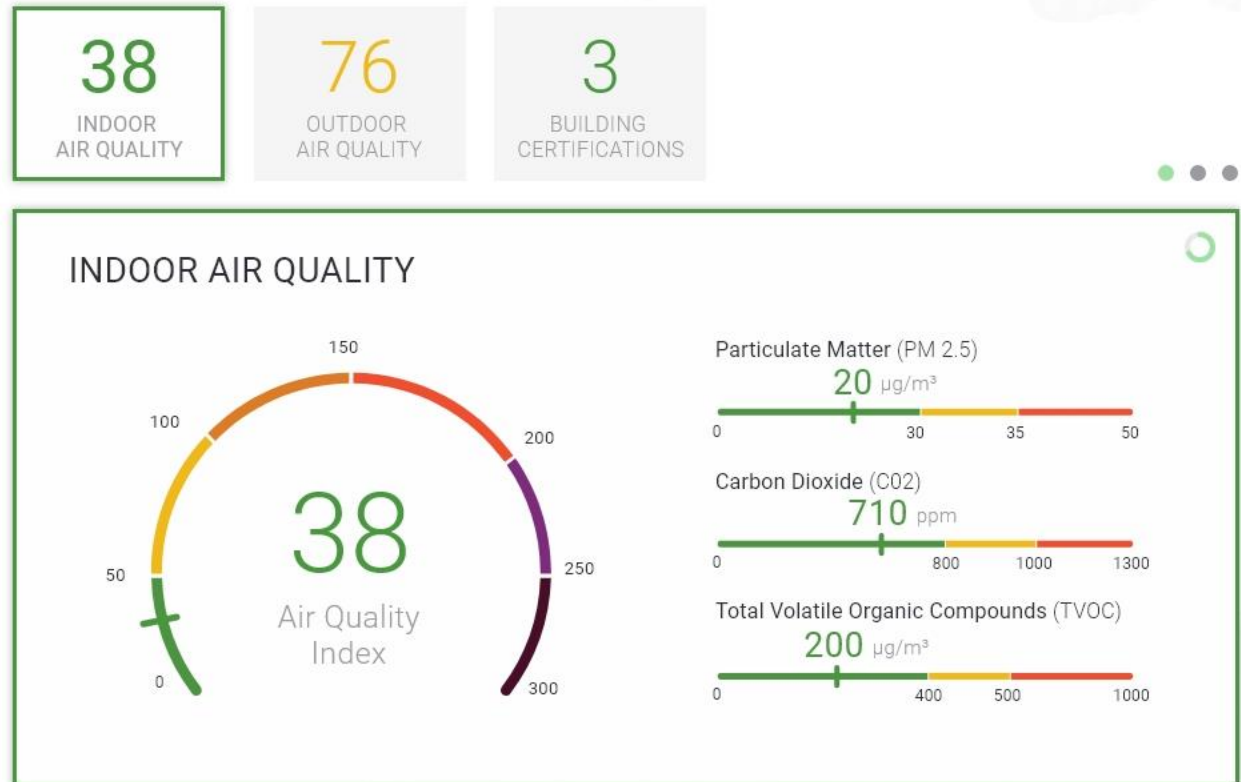 38
INDOOR
AIR QUALITY
76
OUTDOOR
AIR QUALITY
3
BUILDING
CERTIFICATIONS
INDOOR AIR QUALITY
150
100
200
50
250
0
300
38
Air Quality
Index
Particulate Matter (PM 2.5)
20 µg/m³
0 30 35 50
Carbon Dioxide (C02)
710 ppm
0 800 1000 1300
Total Volatile Organic Compounds (TVOC)
200 µg/m³
0 400 500 1000